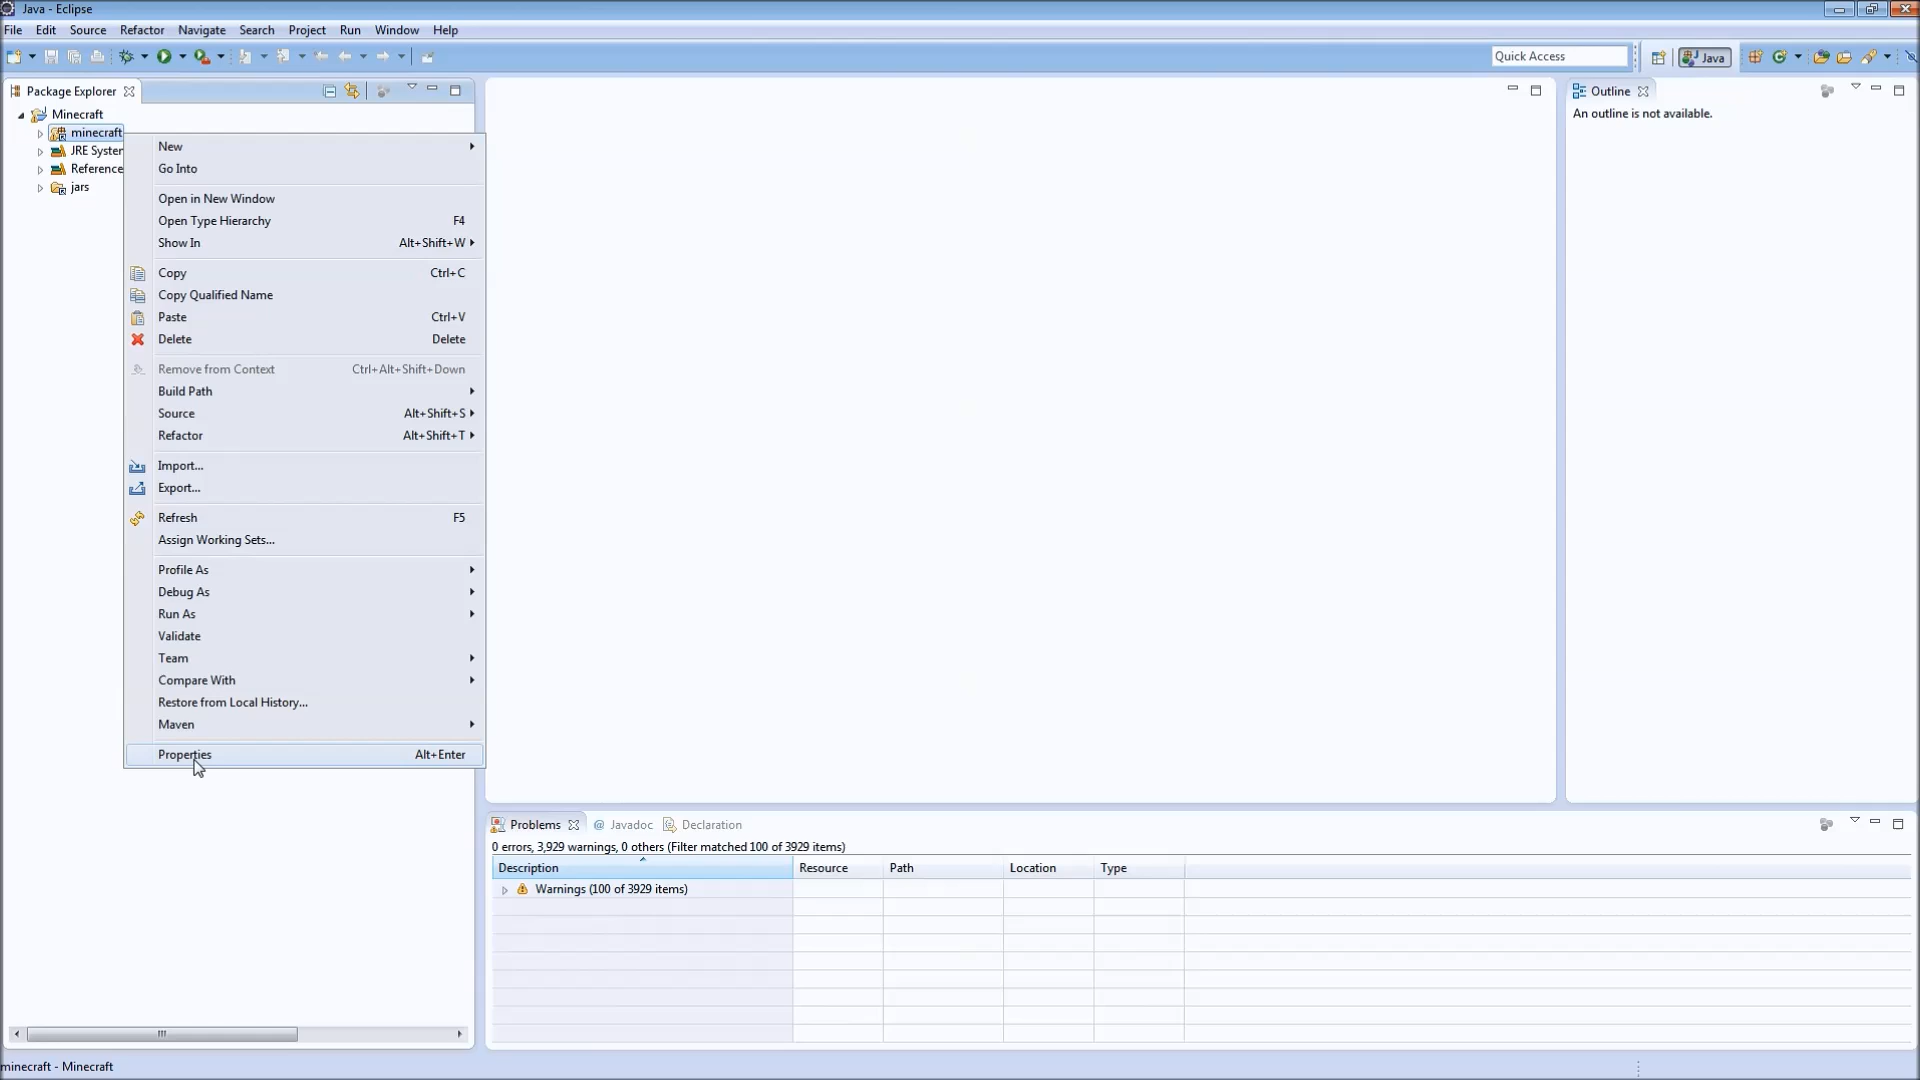 Java - Eclipse
File Edit Source Refactor Navigate Search Project Run Window Help
Quick Access
Java
Package Explorer
Minecraft
minecraft
JRE Syster
Reference
jars
New
Go Into
Open in New Window
Open Type Hierarchy F4
Show In Alt+Shift+W
Copy Ctrl+C
Copy Qualified Name
Paste Ctrl+V
Delete Delete
Remove from Context Ctrl+Alt+Shift+Down
Build Path
Source Alt+Shift+S
Refactor Alt+Shift+T
Import...
Export...
Refresh F5
Assign Working Sets...
Profile As
Debug As
Run As
Validate
Team
Compare With
Restore from Local History...
Maven
Properties Alt+Enter
Outline
An outline is not available.
Problems @ Javadoc Declaration
0 errors, 3,929 warnings, 0 others (Filter matched 100 of 3929 items)
Description Resource Path Location Type
Warnings (100 of 3929 items)
minecraft - Minecraft